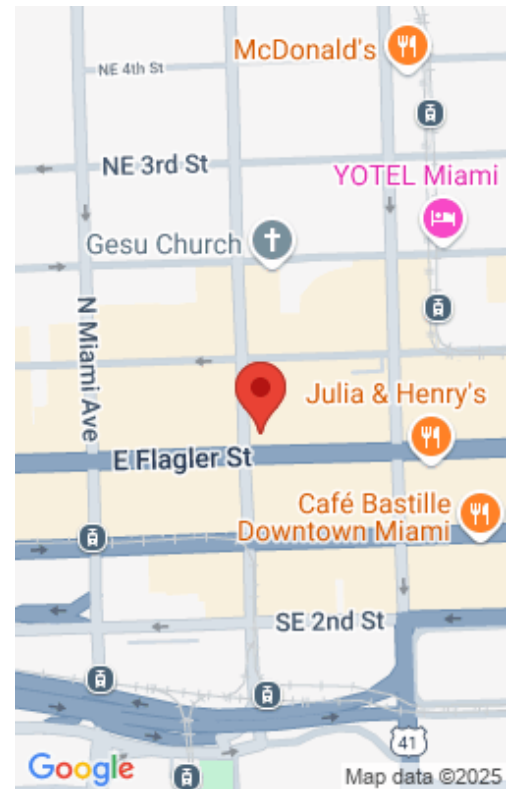 McDonald's
NE 4th St
NE 3rd St
YOTEL Miami
Gesu Church
N Miami Ave
Julia & Henry's
E Flagler St
Café Bastille
Downtown Miami
SE 2nd St
41
Google
Map data ©2025